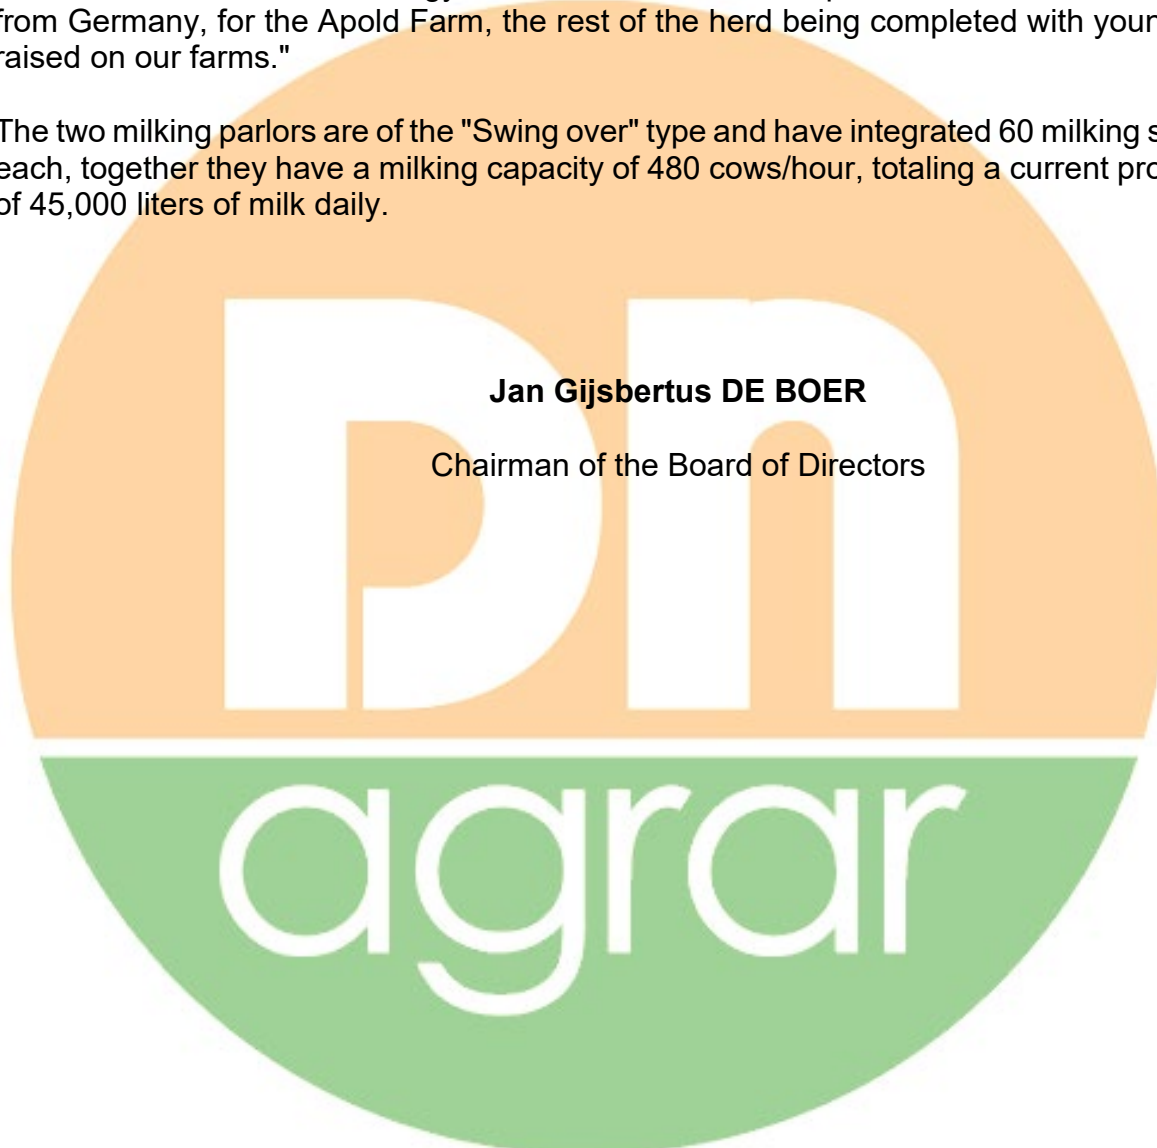 from Germany, for the Apold Farm, the rest of the herd being completed with your
raised on our farms."
The two milking parlors are of the "Swing over" type and have integrated 60 milking s
each, together they have a milking capacity of 480 cows/hour, totaling a current pro
of 45,000 liters of milk daily.
Jan Gijsbertus DE BOER
Chairman of the Board of Directors
Dn
agrar